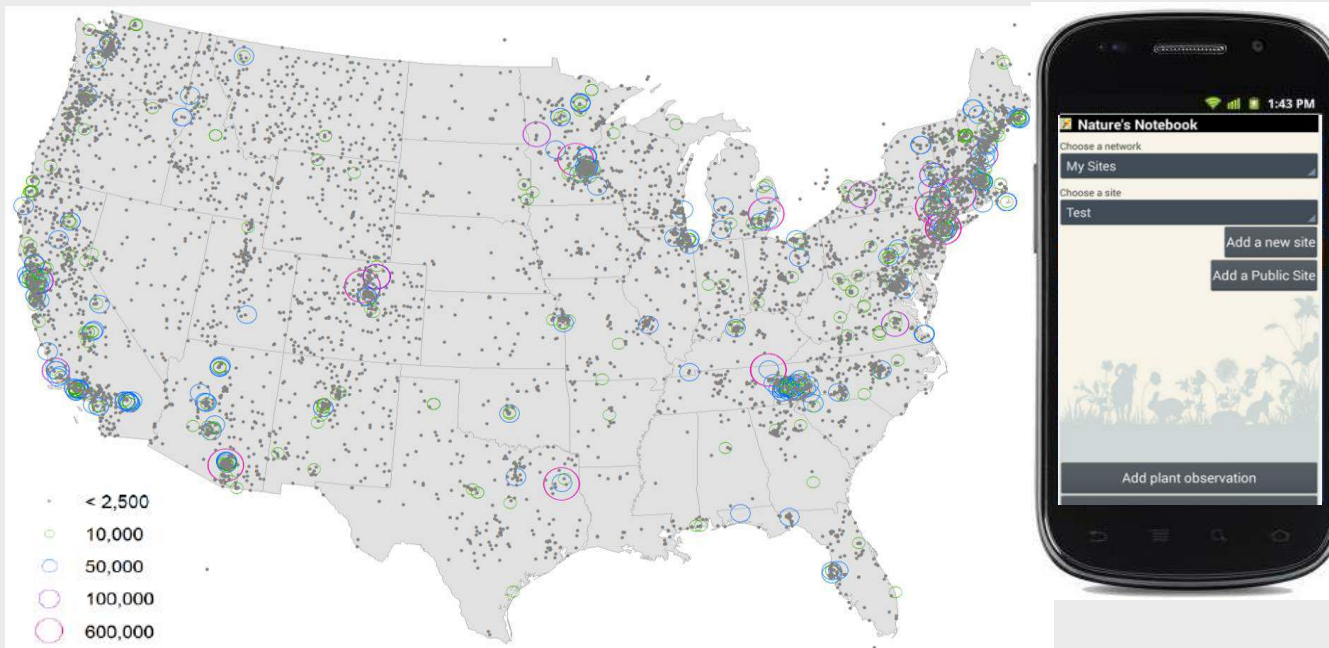 < 2,500
10,000
50,000
100,000
600,000
1:43 PM
Nature's Notebook
Choose a network
My Sites
Choose a site
Test
Add a new site
Add a Public Site
Add plant observation